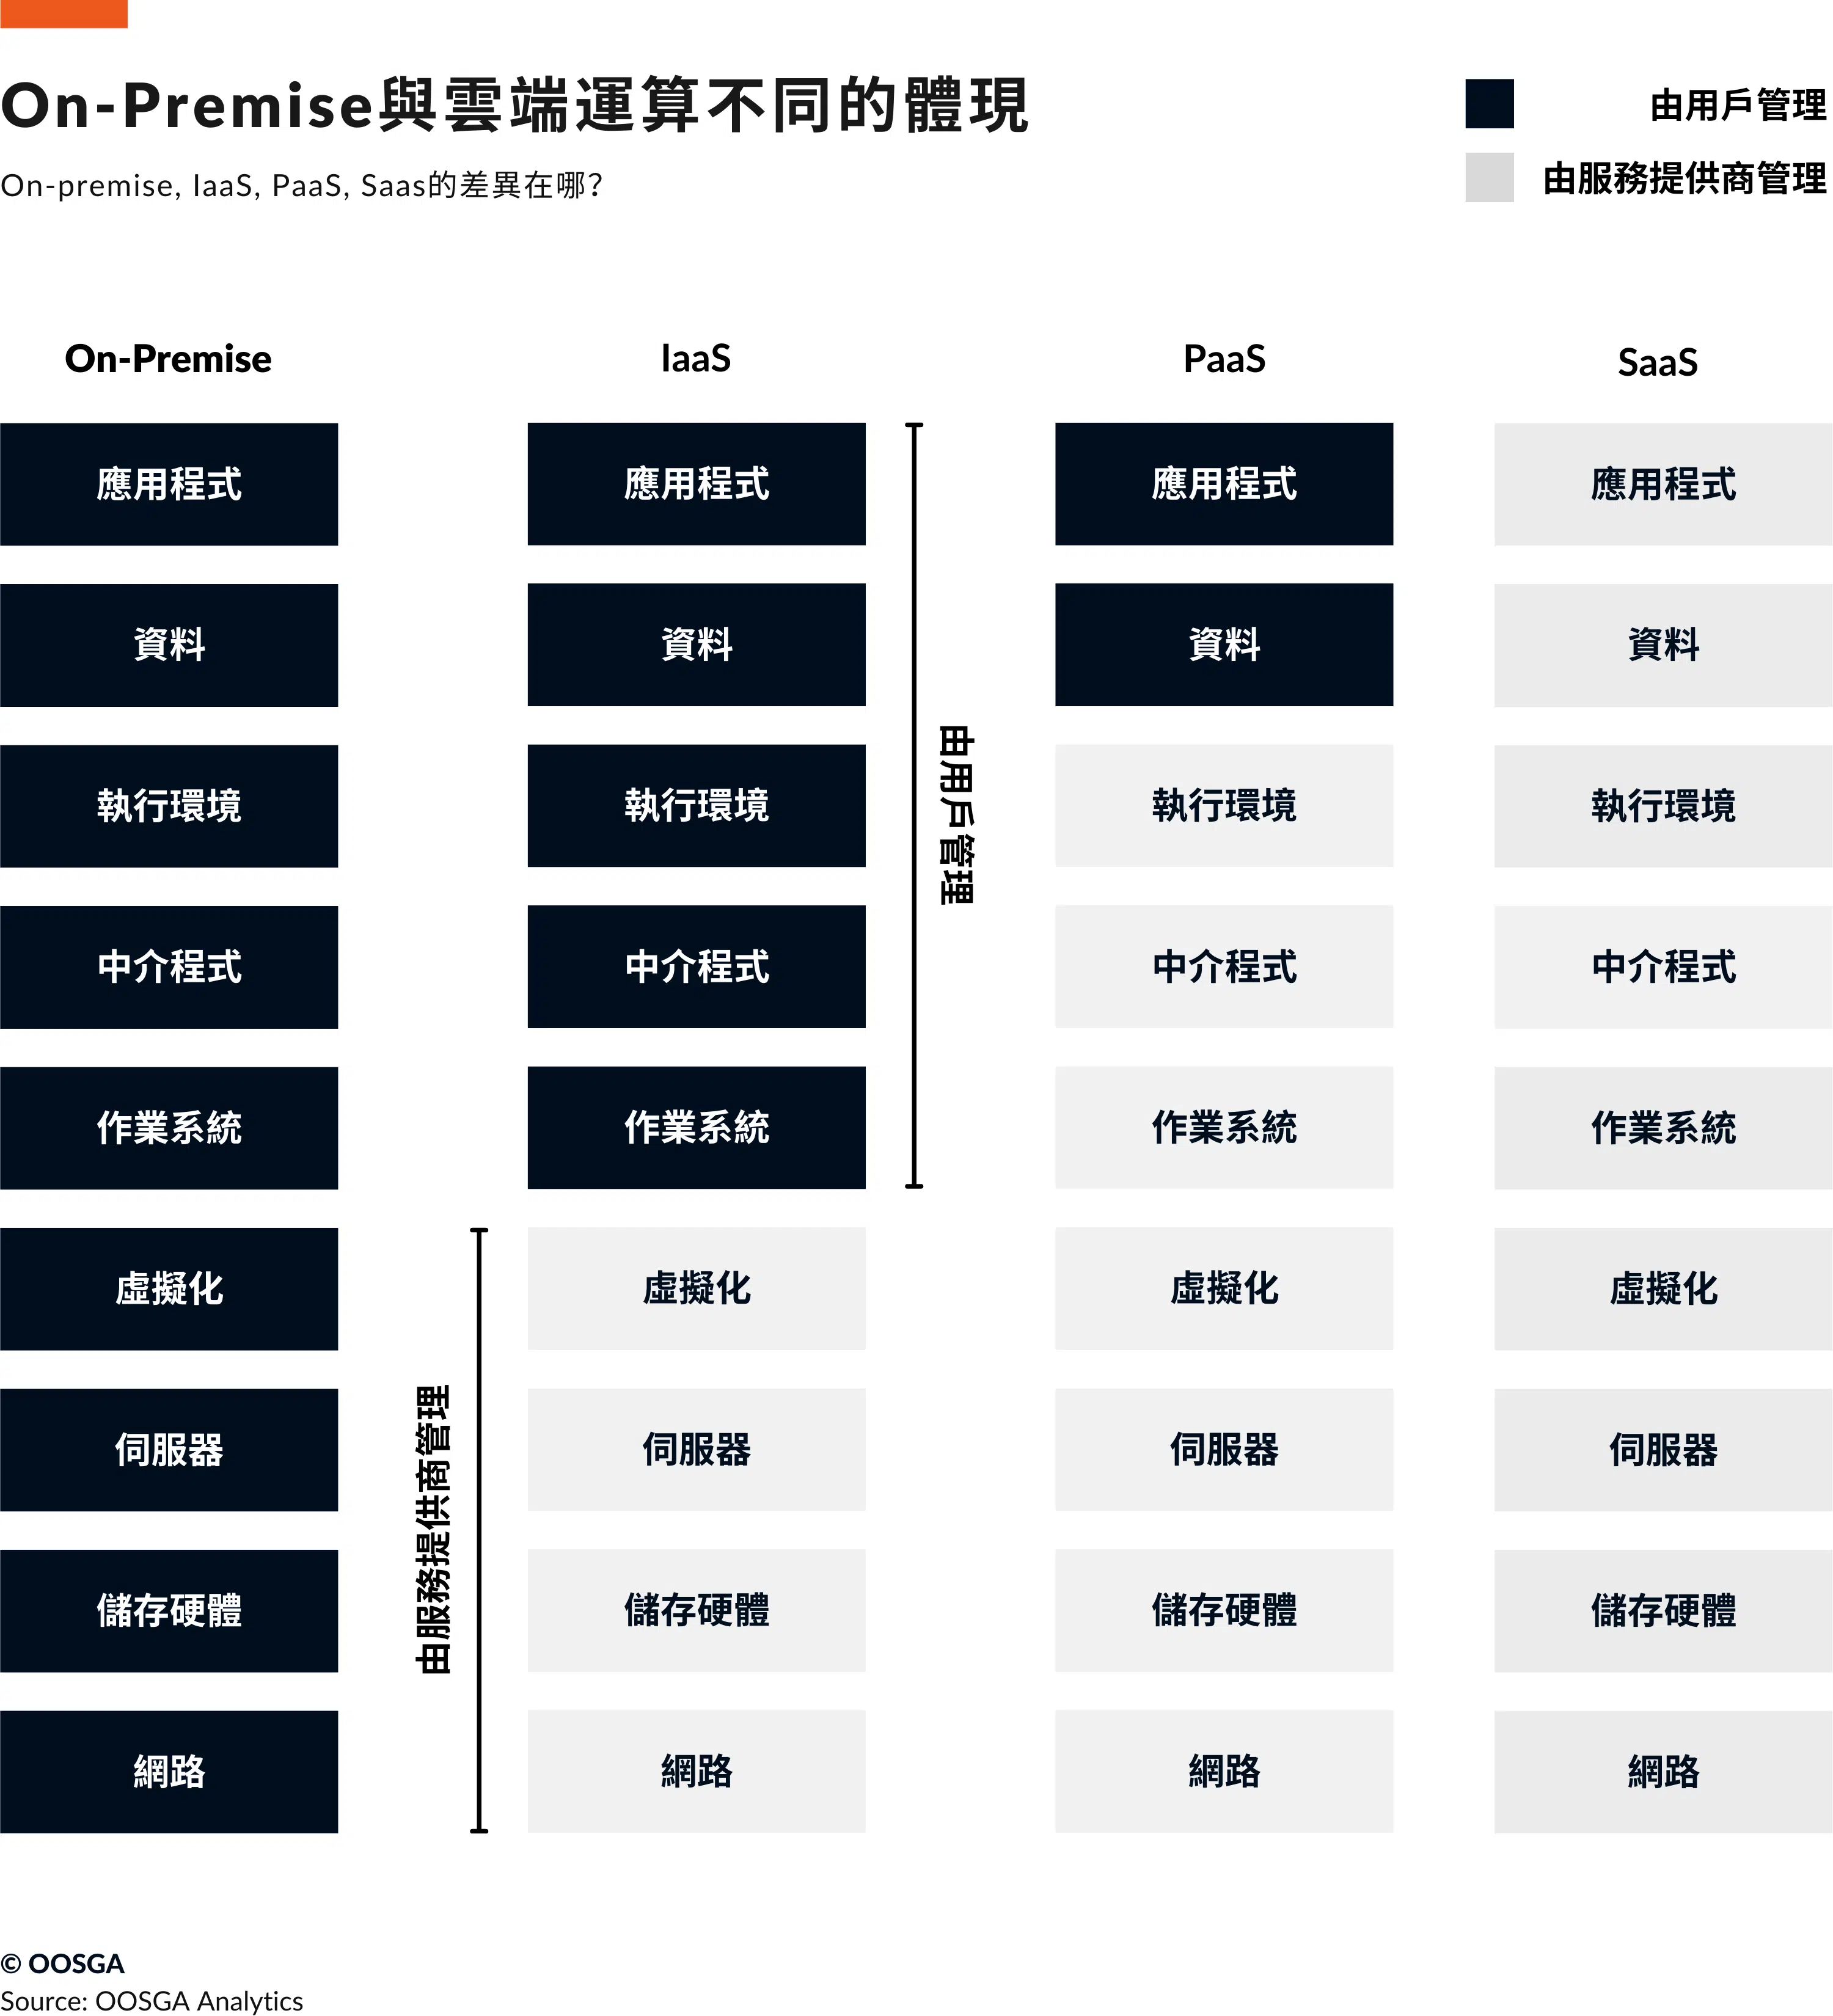 On-Premise與雲端運算不同的體現
On-premise, IaaS, PaaS, Saas的差異在哪?
由用戶管理
由服務提供商管理
On-Premise
IaaS
PaaS
SaaS
應用程式
應用程式
應用程式
應用程式
資料
資料
資料
資料
執行環境
執行環境
由用戶管理
執行環境
執行環境
中介程式
中介程式
中介程式
中介程式
作業系統
作業系統
作業系統
作業系統
虛擬化
虛擬化
虛擬化
虛擬化
由服務提供商管理
伺服器
伺服器
伺服器
伺服器
儲存硬體
儲存硬體
儲存硬體
儲存硬體
網路
網路
網路
網路
© OOSGA
Source: OOSGA Analytics